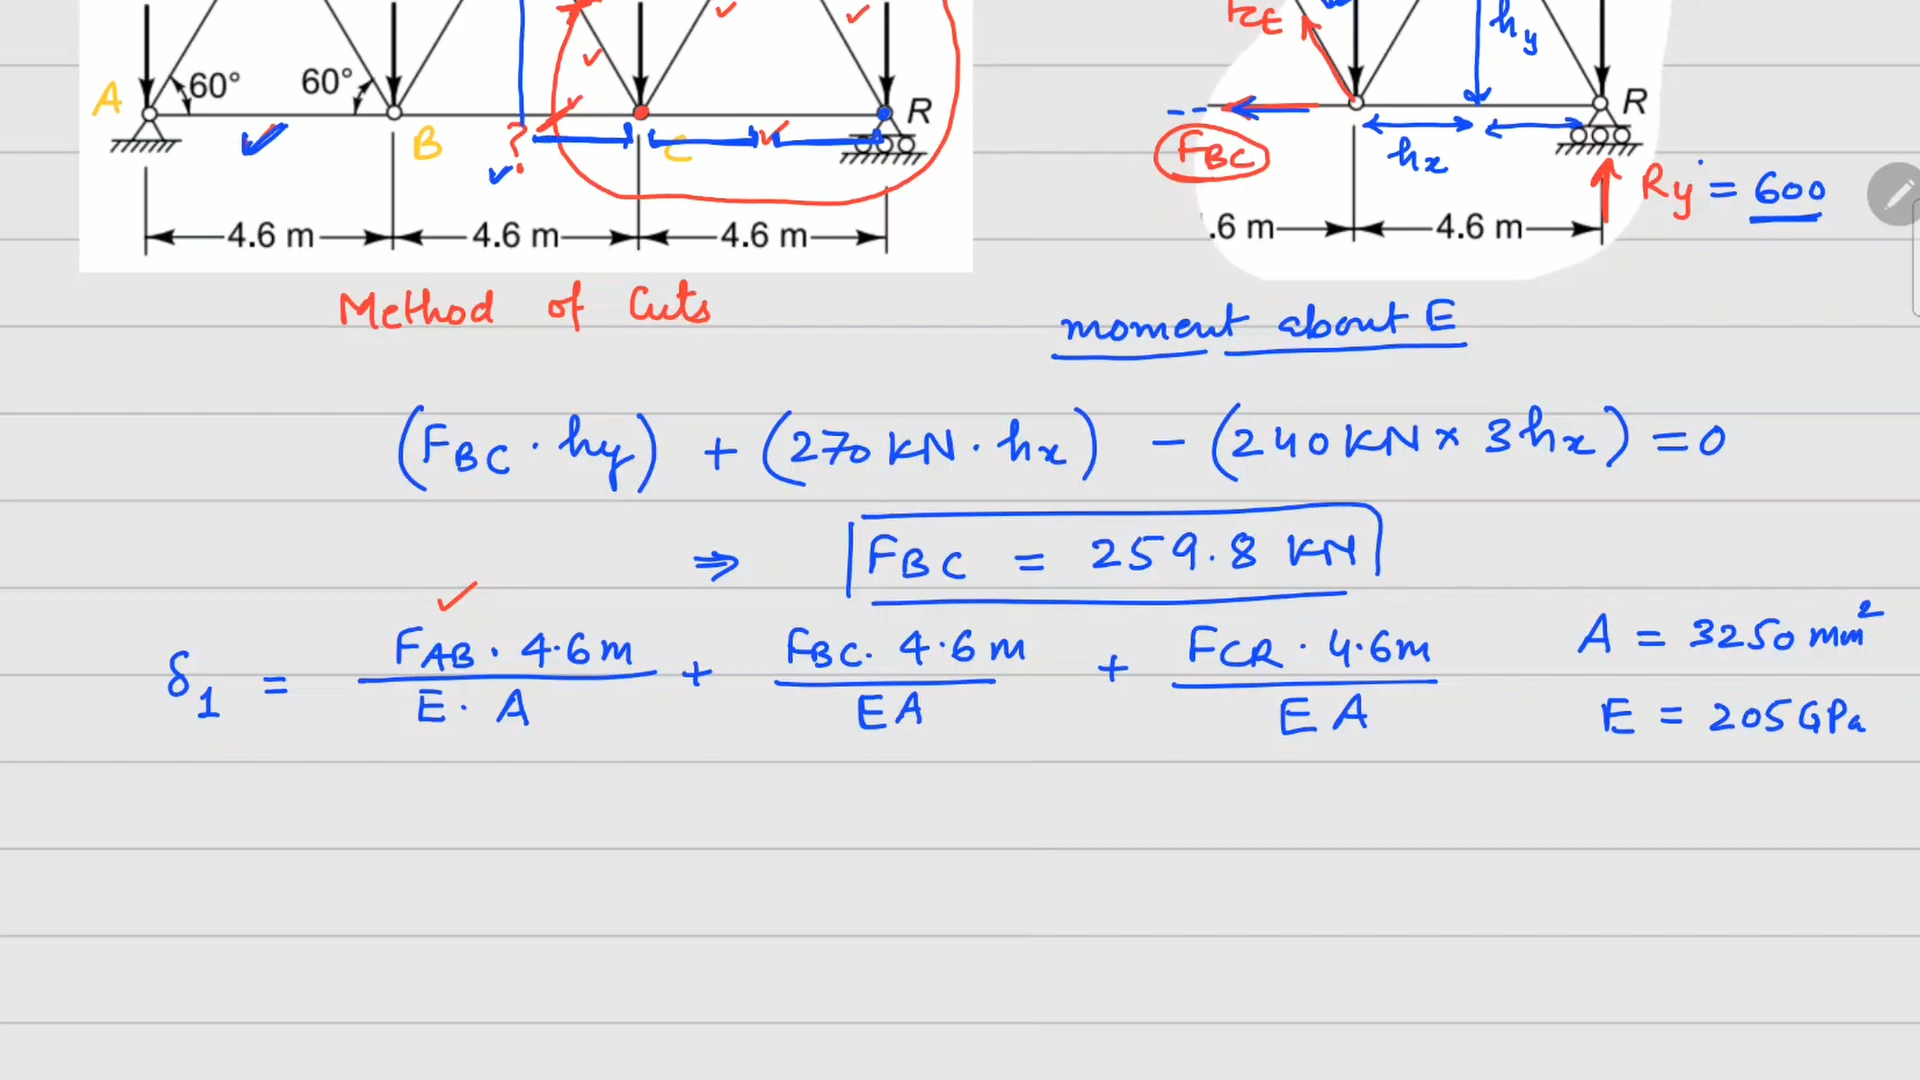 A 60° 60° B ?
C R
4.6 m 4.6 m 4.6 m
hy
FBC
hx
Ry = 600
.6 m 4.6 m
Method of Cuts
moment about E
(FBC · hy) + (270 KN · hx) - (240 KN × 3hx) = 0
⇒ FBC = 259.8 KN
δ1 = FAB · 4.6m / E · A + FBC · 4.6 m / EA + FCR · 4.6m / EA
A = 3250 mm²
E = 205 GPa